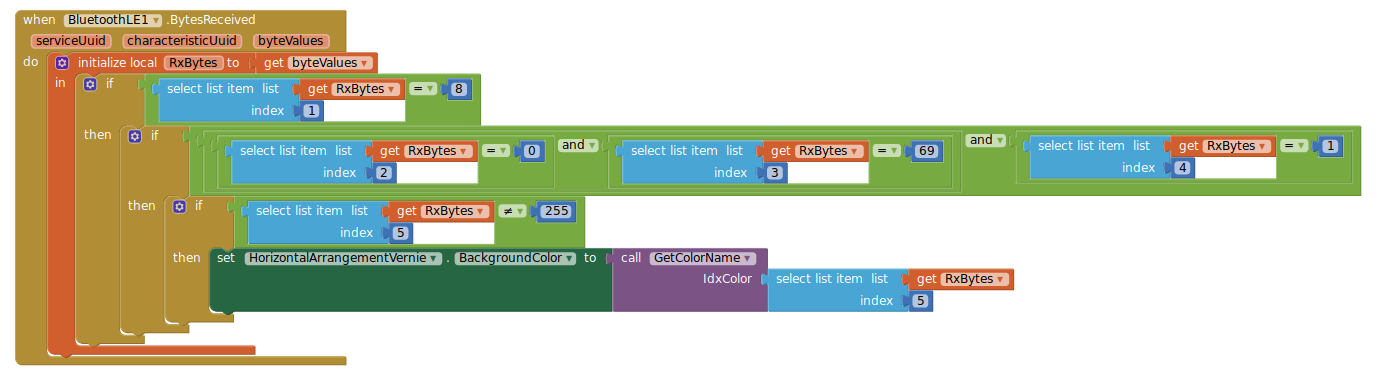 when BluetoothLE1 .BytesReceived
serviceUuid characteristicUuid byteValues
do initialize local RxBytes to get byteValues
in if select list item list get RxBytes = 8
index 1
then if select list item list get RxBytes = 0 and select list item list get RxBytes = 69 and select list item list get RxBytes = 1
index 2 index 3 index 4
then if select list item list get RxBytes ≠ 255
index 5
then set HorizontalArrangementVernie . BackgroundColor to call GetColorName
IdxColor select list item list get RxBytes
index 5